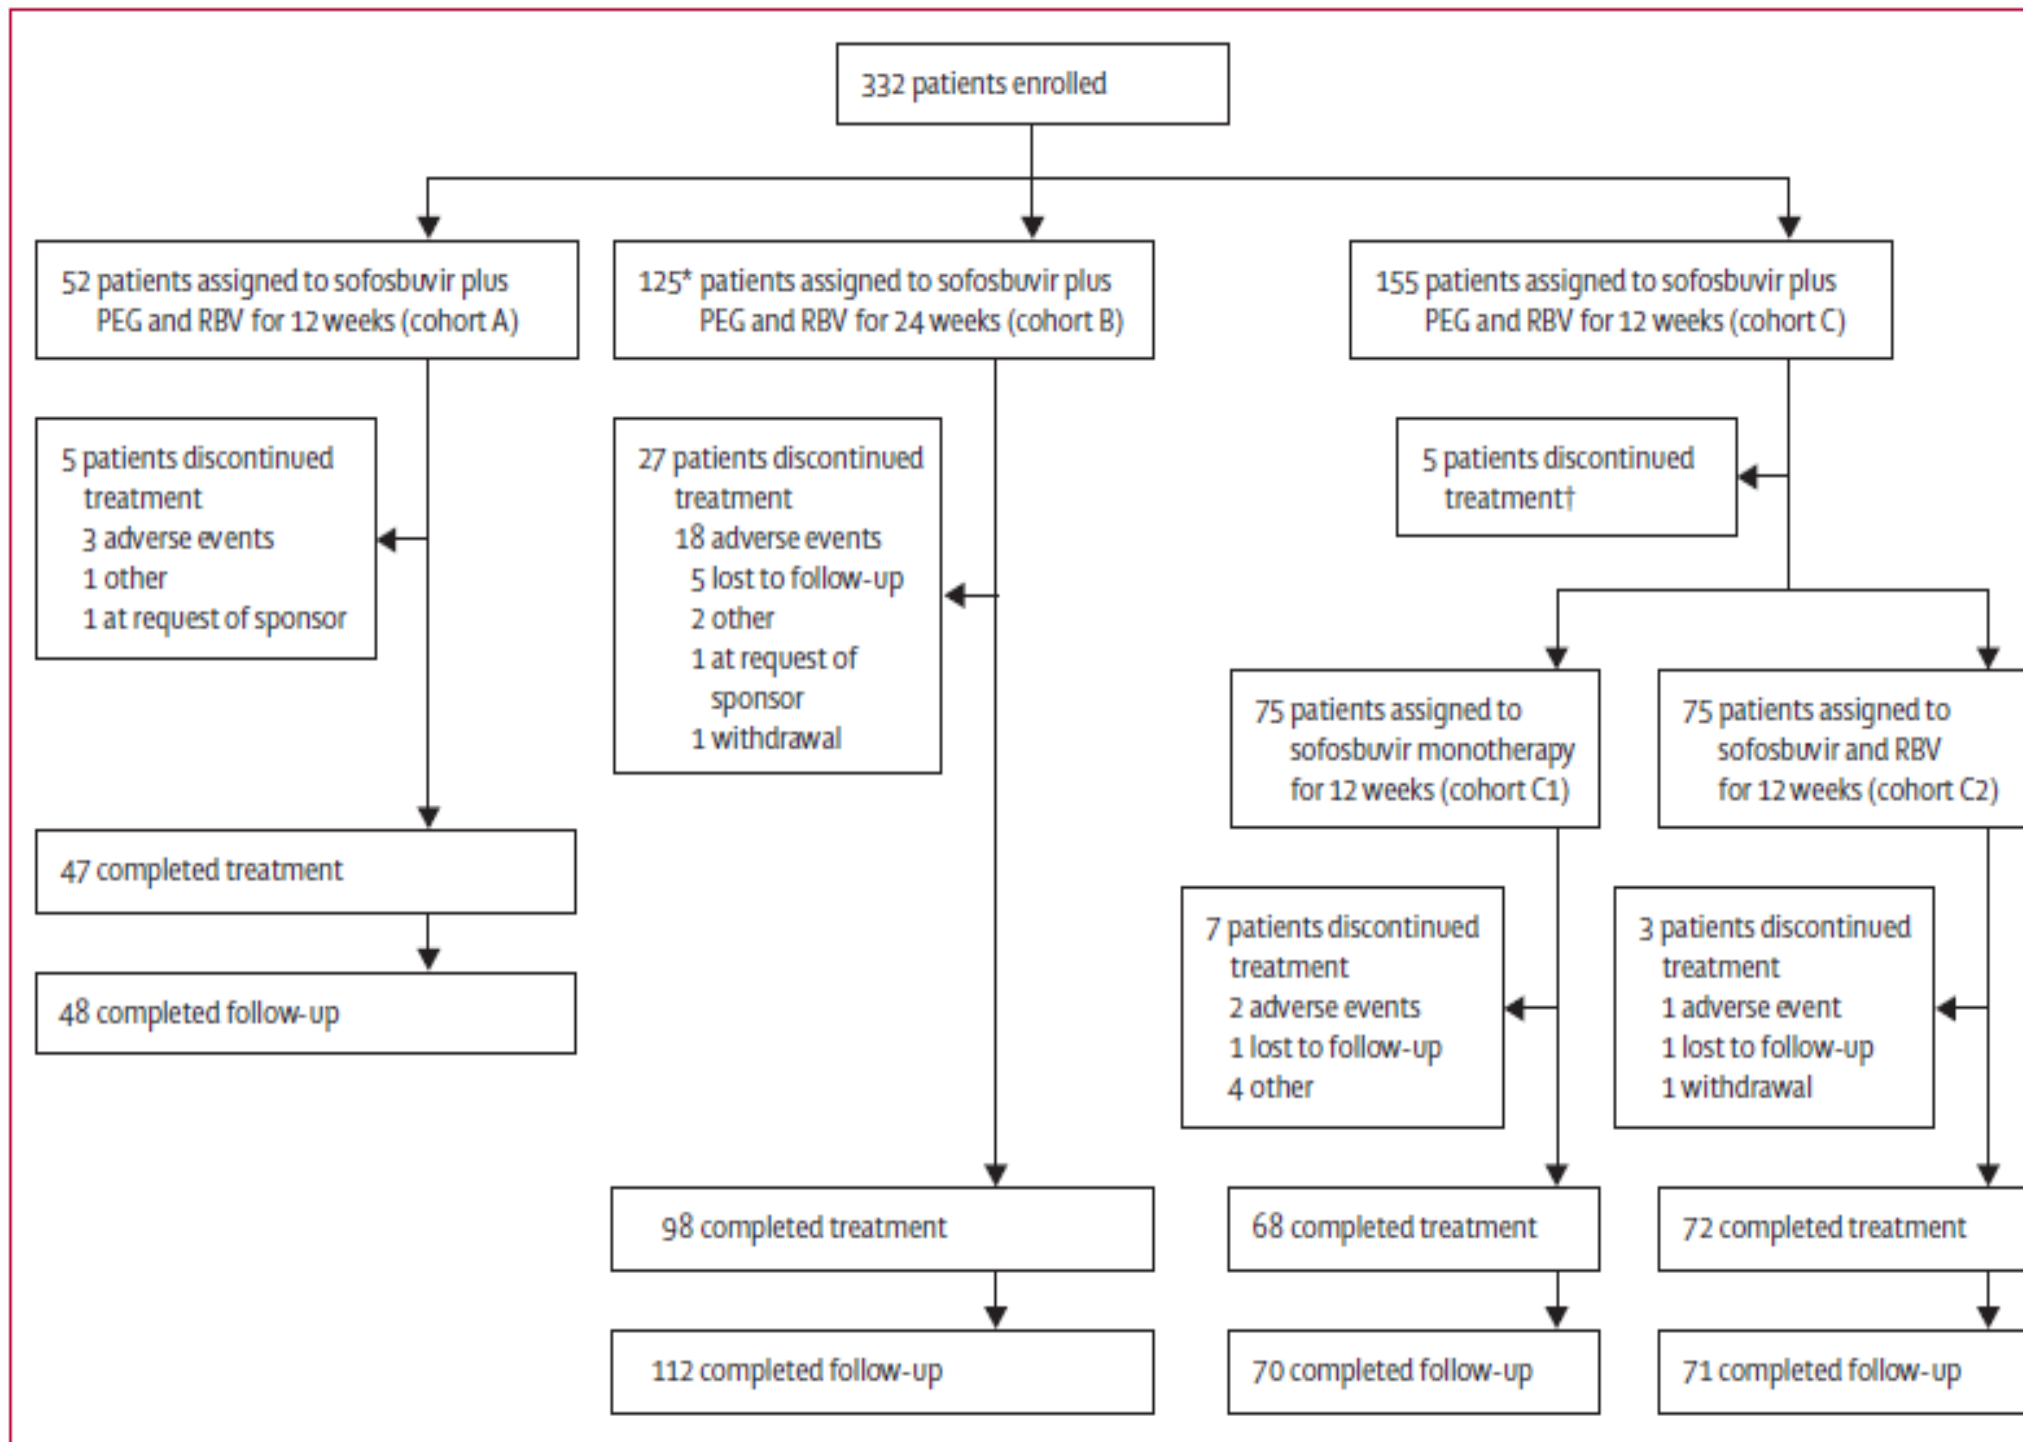 332 patients enrolled
52 patients assigned to sofosbuvir plus
PEG and RBV for 12 weeks (cohort A)
125* patients assigned to sofosbuvir plus
PEG and RBV for 24 weeks (cohort B)
155 patients assigned to sofosbuvir plus
PEG and RBV for 12 weeks (cohort C)
5 patients discontinued
treatment
3 adverse events
1 other
1 at request of sponsor
27 patients discontinued
treatment
18 adverse events
5 lost to follow-up
2 other
1 at request of
sponsor
1 withdrawal
5 patients discontinued
treatment†
75 patients assigned to
sofosbuvir monotherapy
for 12 weeks (cohort C1)
75 patients assigned to
sofosbuvir and RBV
for 12 weeks (cohort C2)
47 completed treatment
48 completed follow-up
7 patients discontinued
treatment
2 adverse events
1 lost to follow-up
4 other
3 patients discontinued
treatment
1 adverse event
1 lost to follow-up
1 withdrawal
98 completed treatment
68 completed treatment
72 completed treatment
112 completed follow-up
70 completed follow-up
71 completed follow-up